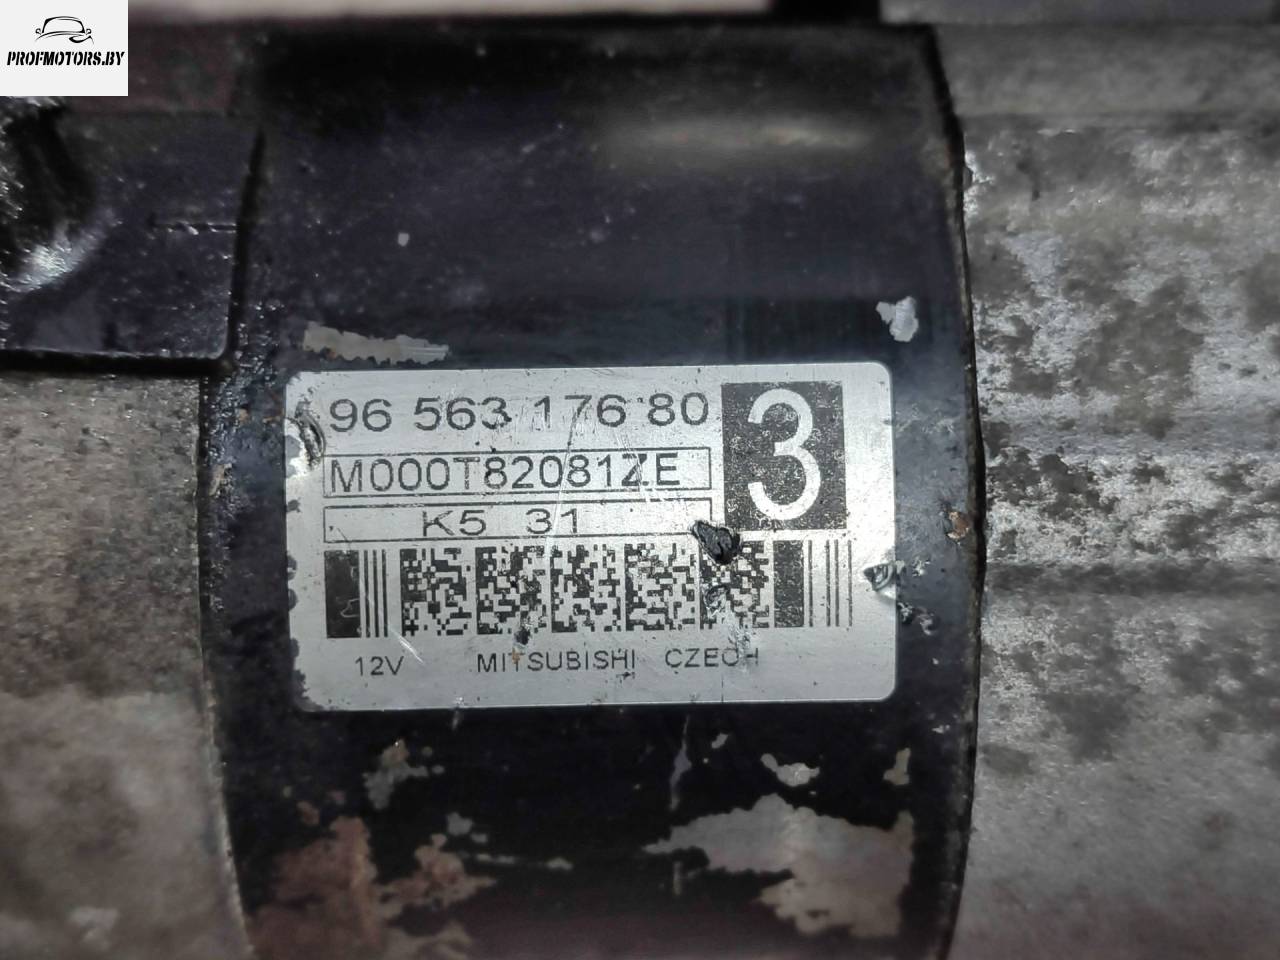 PROFMOTORS.BY
96 563 176 80
3
M000T82081ZE
K5 31
12V MITSUBISHI CZECH